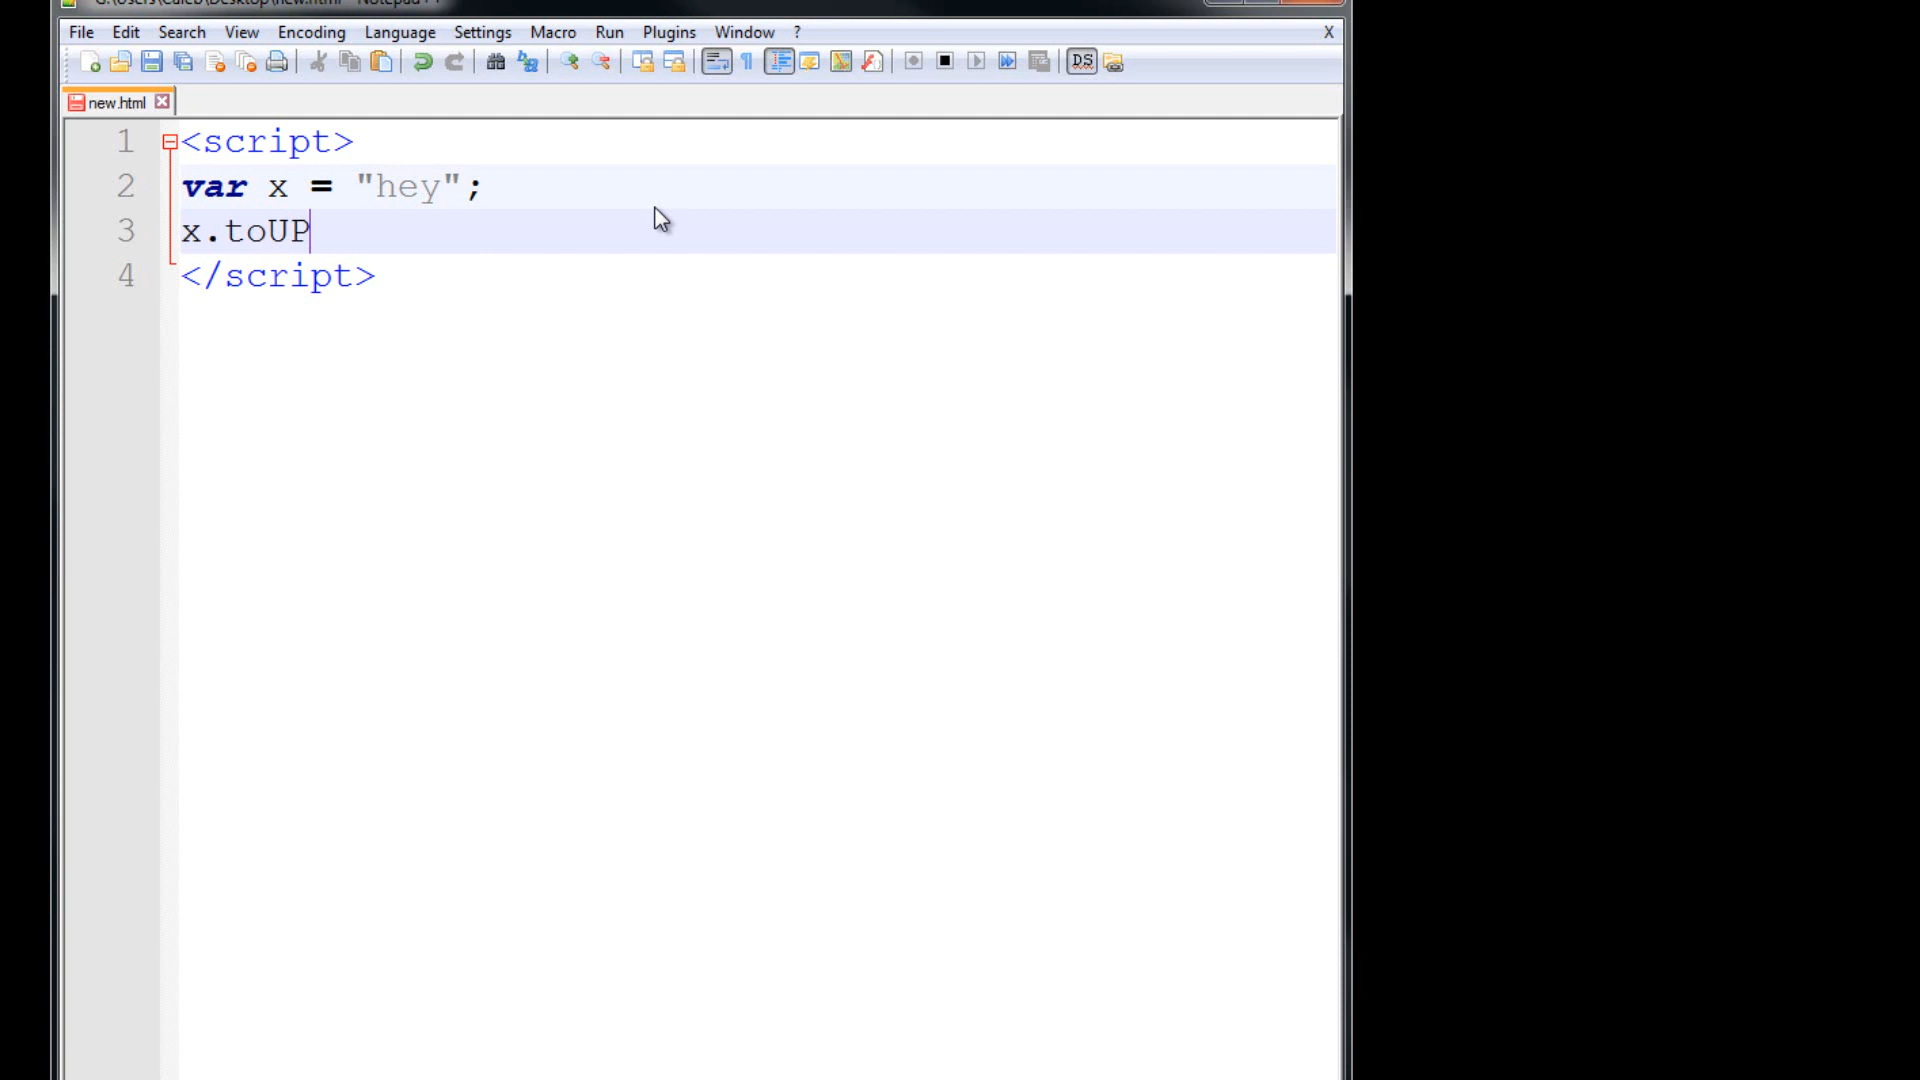 File Edit Search View Encoding Language Settings Macro Run Plugins Window ? X
DS
new.html
1 <script>
2 var x = "hey";
3 x.toUP
4 </script>